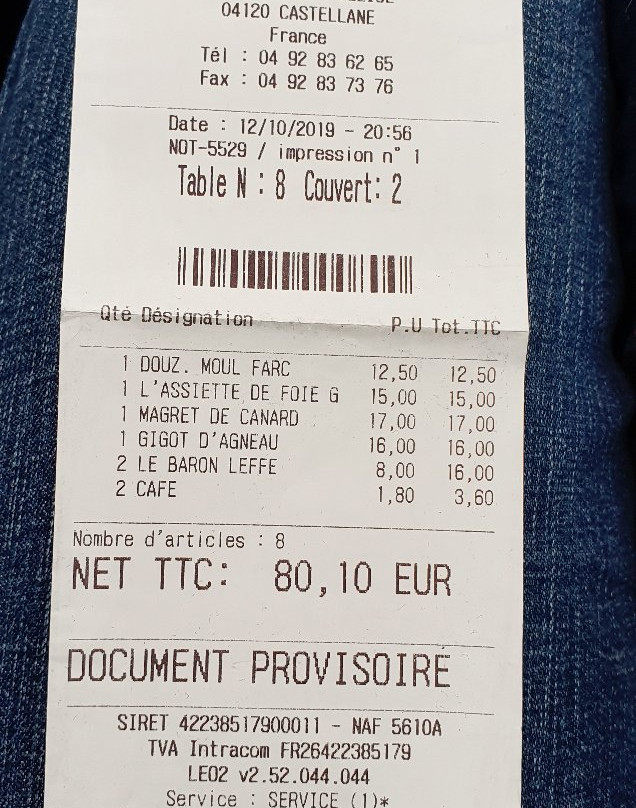 04120 CASTELLANE
France
Tél : 04 92 83 62 65
Fax : 04 92 83 73 76
Date : 12/10/2019 - 20:56
NOT-5529 / impression n° 1
Table N : 8 Couvert: 2
Qté Désignation P.U Tot.TTC
1 DOUZ. MOUL FARC 12,50 12,50
1 L'ASSIETTE DE FOIE G 15,00 15,00
1 MAGRET DE CANARD 17,00 17,00
1 GIGOT D'AGNEAU 16,00 16,00
2 LE BARON LEFFE 8,00 16,00
2 CAFE 1,80 3,60
Nombre d'articles : 8
NET TTC: 80,10 EUR
DOCUMENT PROVISOIRE
SIRET 42238517900011 - NAF 5610A
TVA Intracom FR26422385179
LEO2 v2.52.044.044
Service : SERVICE (1)*